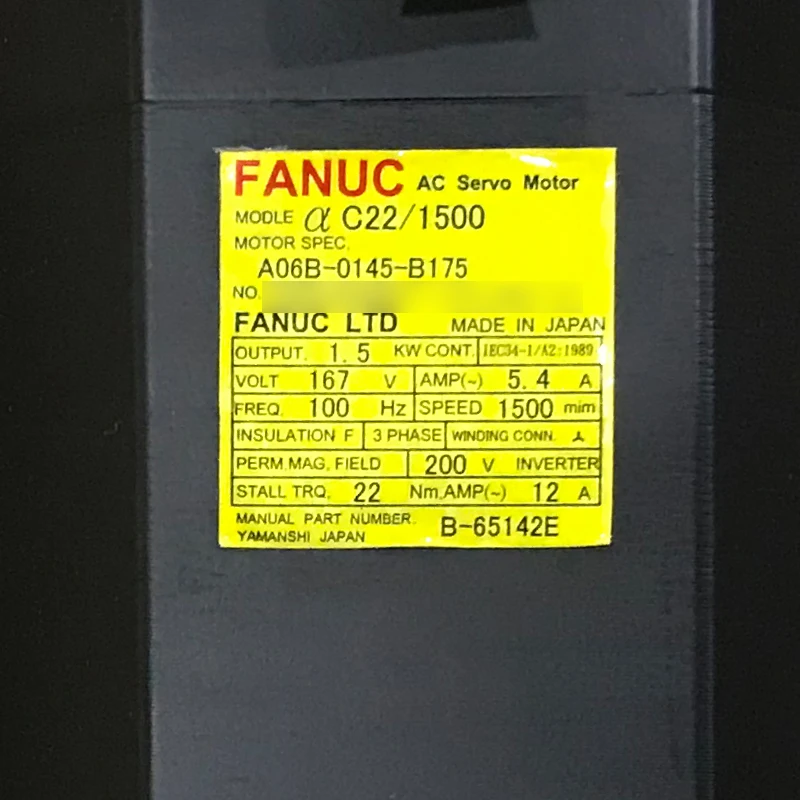 FANUC AC Servo Motor
MODLE α C22/1500
MOTOR SPEC.
A06B-0145-B175
NO.
FANUC LTD MADE IN JAPAN
OUTPUT. 1.5 KW CONT. IEC34-1/A2:1989
VOLT 167 V AMP(~) 5.4 A
FREQ. 100 Hz SPEED 1500 mim
INSULATION F 3 PHASE WINDING CONN. 人
PERM.MAG.FIELD 200 V INVERTER
STALL TRQ. 22 Nm.AMP(~) 12 A
MANUAL PART NUMBER. B-65142E
YAMANSHI JAPAN